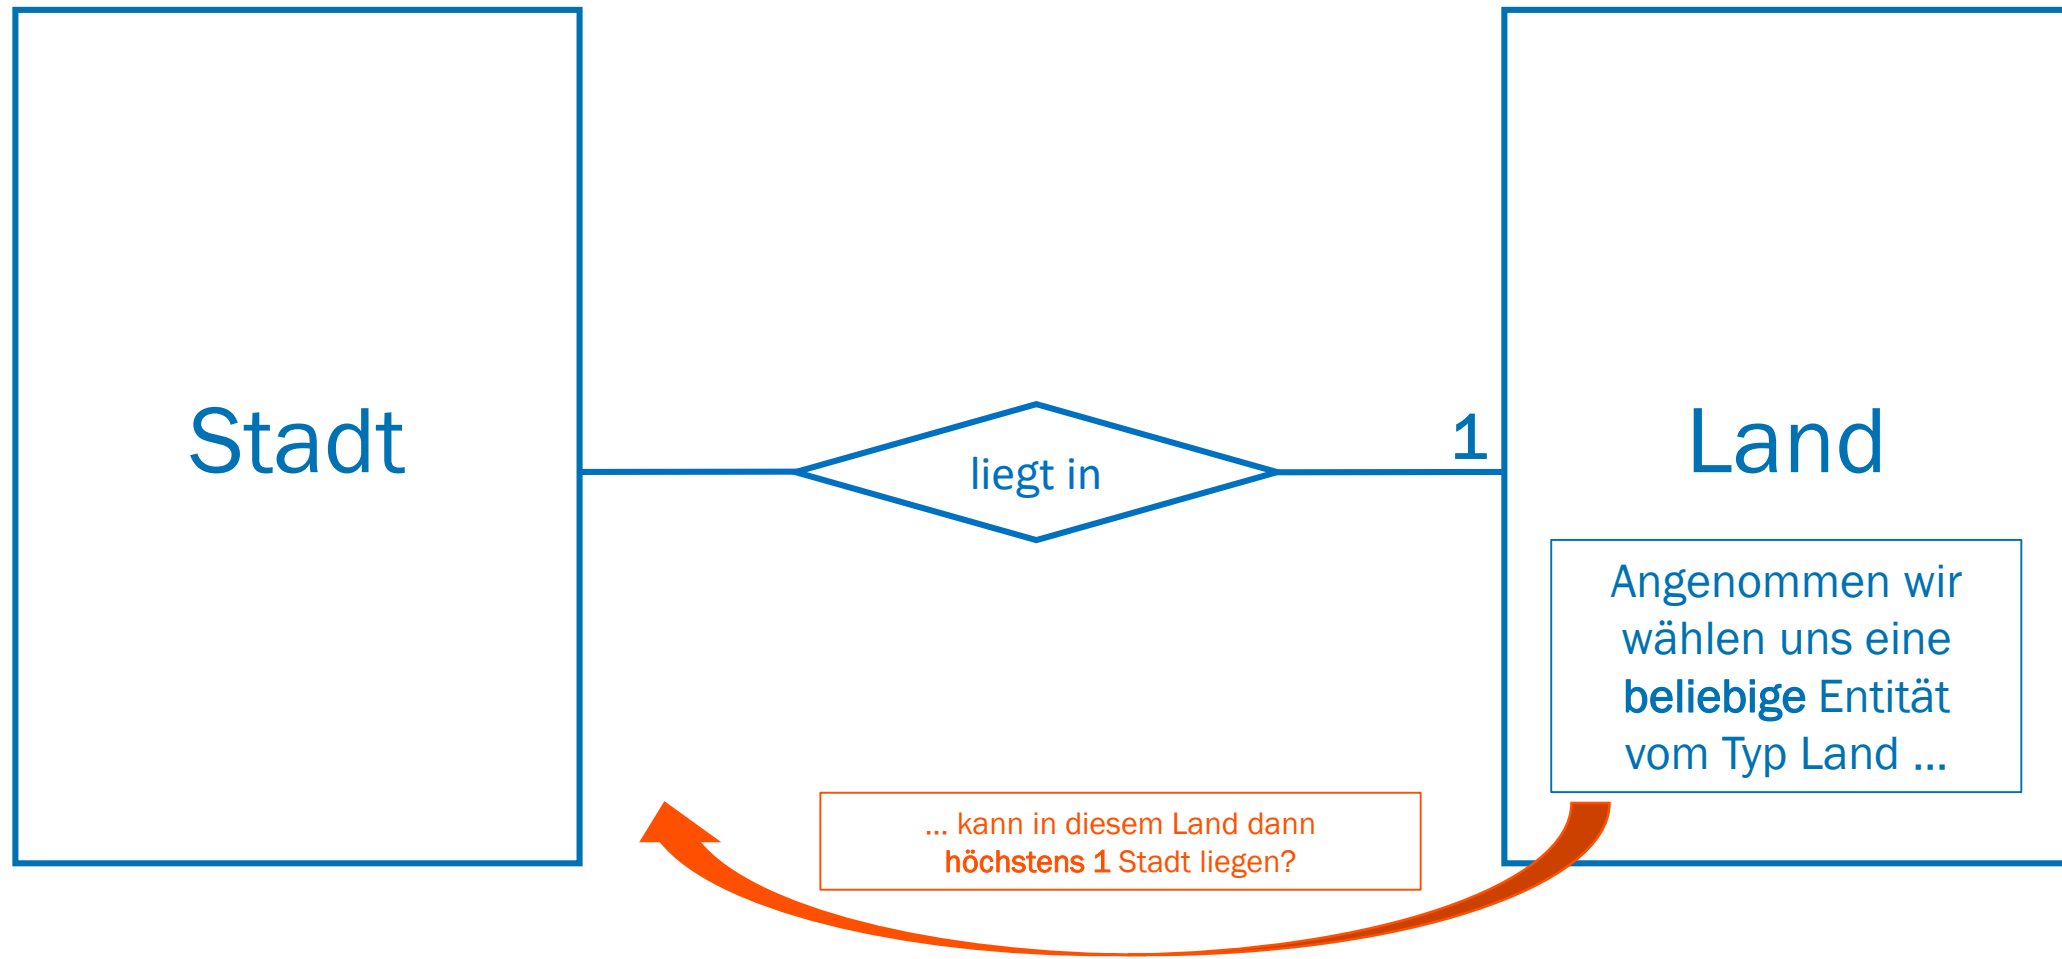 Stadt
liegt in
1
Land
Angenommen wir
wählen uns eine
beliebige Entität
vom Typ Land ...
... kann in diesem Land dann
höchstens 1 Stadt liegen?